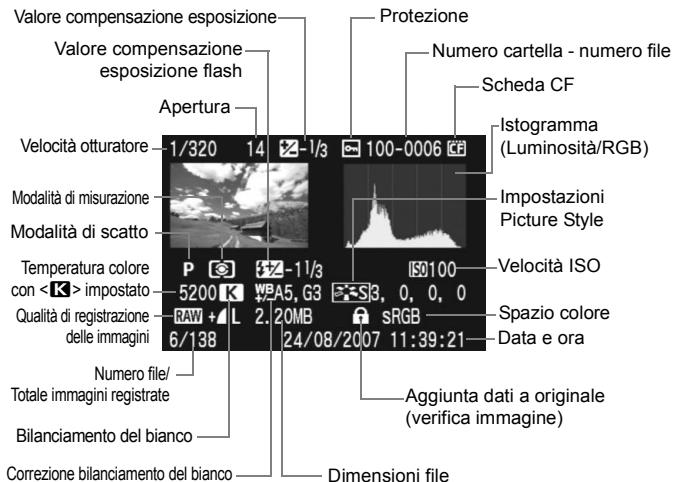 Valore compensazione esposizione
Protezione
Valore compensazione
esposizione flash
Numero cartella - numero file
Scheda CF
Apertura
Istogramma
(Luminosità/RGB)
Velocità otturatore
1/320 14 -1/3 100-0006 CF
Modalità di misurazione
Impostazioni
Picture Style
Modalità di scatto
P -1 1/3 ISO100
Velocità ISO
Temperatura colore
con <K> impostato
5200 K WB A5, G3 S3, 0, 0, 0
Qualità di registrazione
delle immagini
RAW + L 2.20MB sRGB
Spazio colore
6/138 24/08/2007 11:39:21
Data e ora
Numero file/
Totale immagini registrate
Aggiunta dati a originale
(verifica immagine)
Bilanciamento del bianco
Correzione bilanciamento del bianco
Dimensioni file